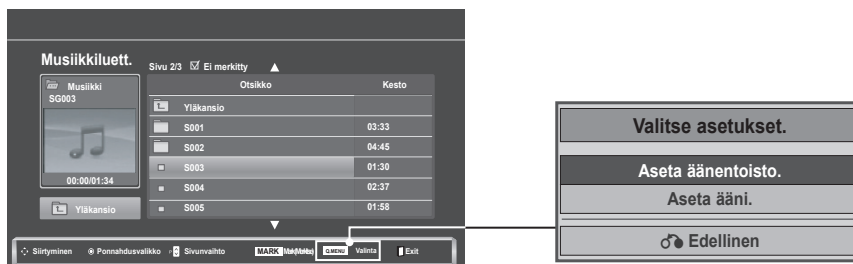 Musiikkiluett.
Sivu 2/3 Ei merkitty
Musiikki
SG003
00:00/01:34
Yläkansio
Otsikko Kesto
Yläkansio
S001 03:33
S002 04:45
S003 01:30
S004 02:37
S005 01:58
Siirtyminen Ponnahdusvalikko P Sivunvaihto MARK Q.MENU Valinta Exit
Valitse asetukset.
Aseta äänentoisto.
Aseta ääni.
Edellinen